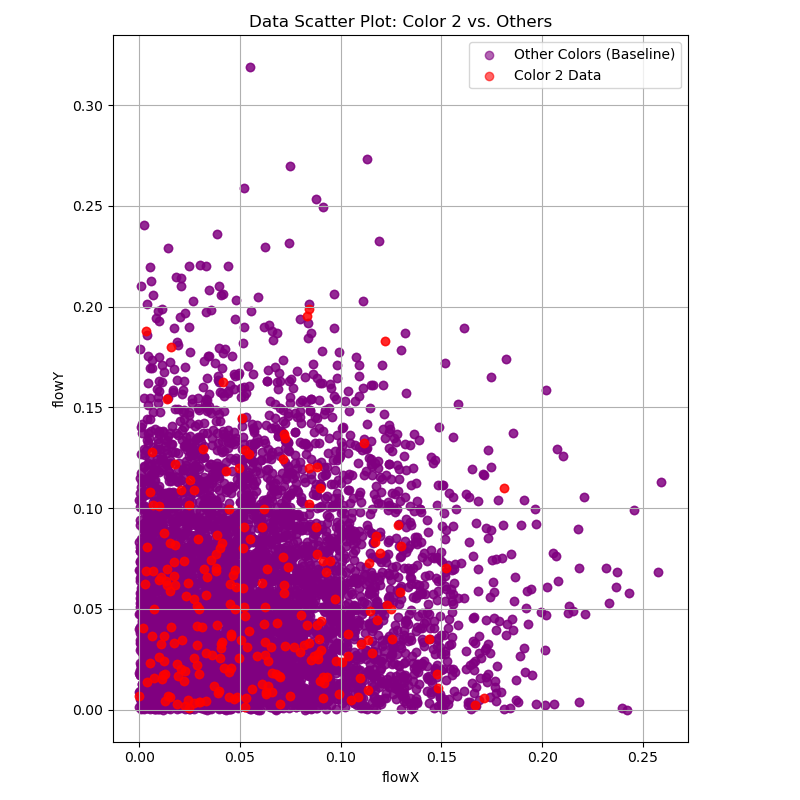 Data Scatter Plot: Color 2 vs. Others
Other Colors (Baseline)
Color 2 Data
0.30
0.25
0.20
0.15
0.10
0.05
0.00
flowY
0.00 0.05 0.10 0.15 0.20 0.25
flowX